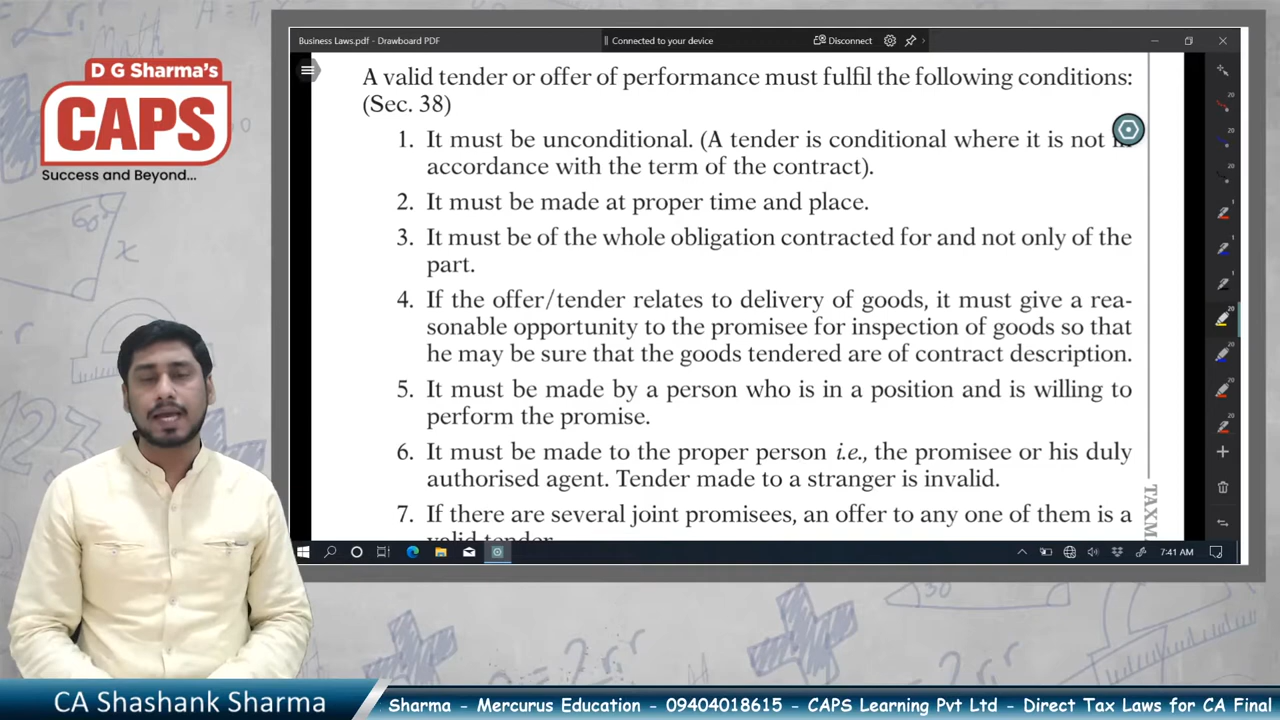 D G Sharma's
CAPS
Success and Beyond...
Business Laws.pdf - Drawboard PDF
Connected to your device
Disconnect
A valid tender or offer of performance must fulfil the following conditions:
(Sec. 38)
1. It must be unconditional. (A tender is conditional where it is not in
accordance with the term of the contract).
2. It must be made at proper time and place.
3. It must be of the whole obligation contracted for and not only of the
part.
4. If the offer/tender relates to delivery of goods, it must give a rea-
sonable opportunity to the promisee for inspection of goods so that
he may be sure that the goods tendered are of contract description.
5. It must be made by a person who is in a position and is willing to
perform the promise.
6. It must be made to the proper person i.e., the promisee or his duly
authorised agent. Tender made to a stranger is invalid.
7. If there are several joint promisees, an offer to any one of them is a
valid tender.
TAXM
7:41 AM
CA Shashank Sharma
Sharma - Mercurus Education - 09404018615 - CAPS Learning Pvt Ltd - Direct Tax Laws for CA Final